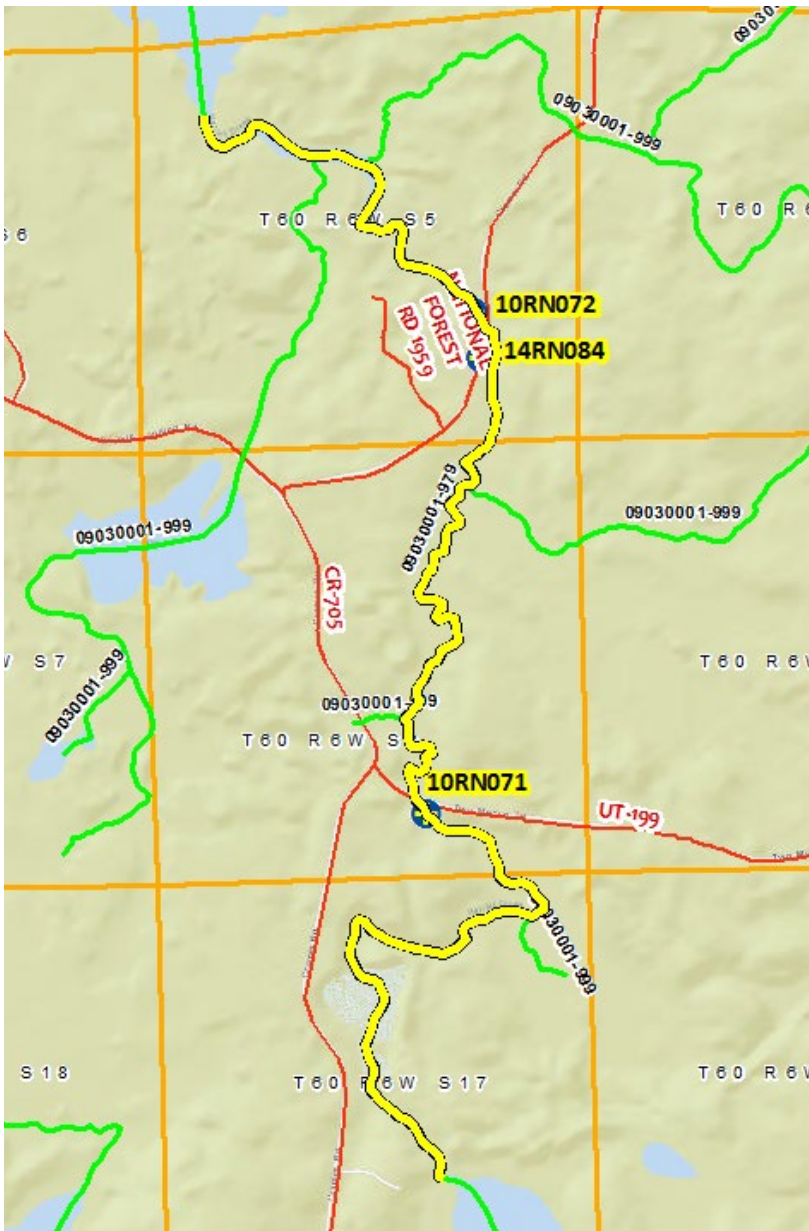 09030
09030001-999
T60 R6W S5
T60 R6
S6
NATIONAL
FOREST
RD 1959
10RN072
14RN084
09030001-979
09030001-999
09030001-999
CR-705
W S7
T60 R6W
09030001-999
T60 R6W S
10RN071
UT-199
030001-999
S18
T60 R6W S17
T60 R6W